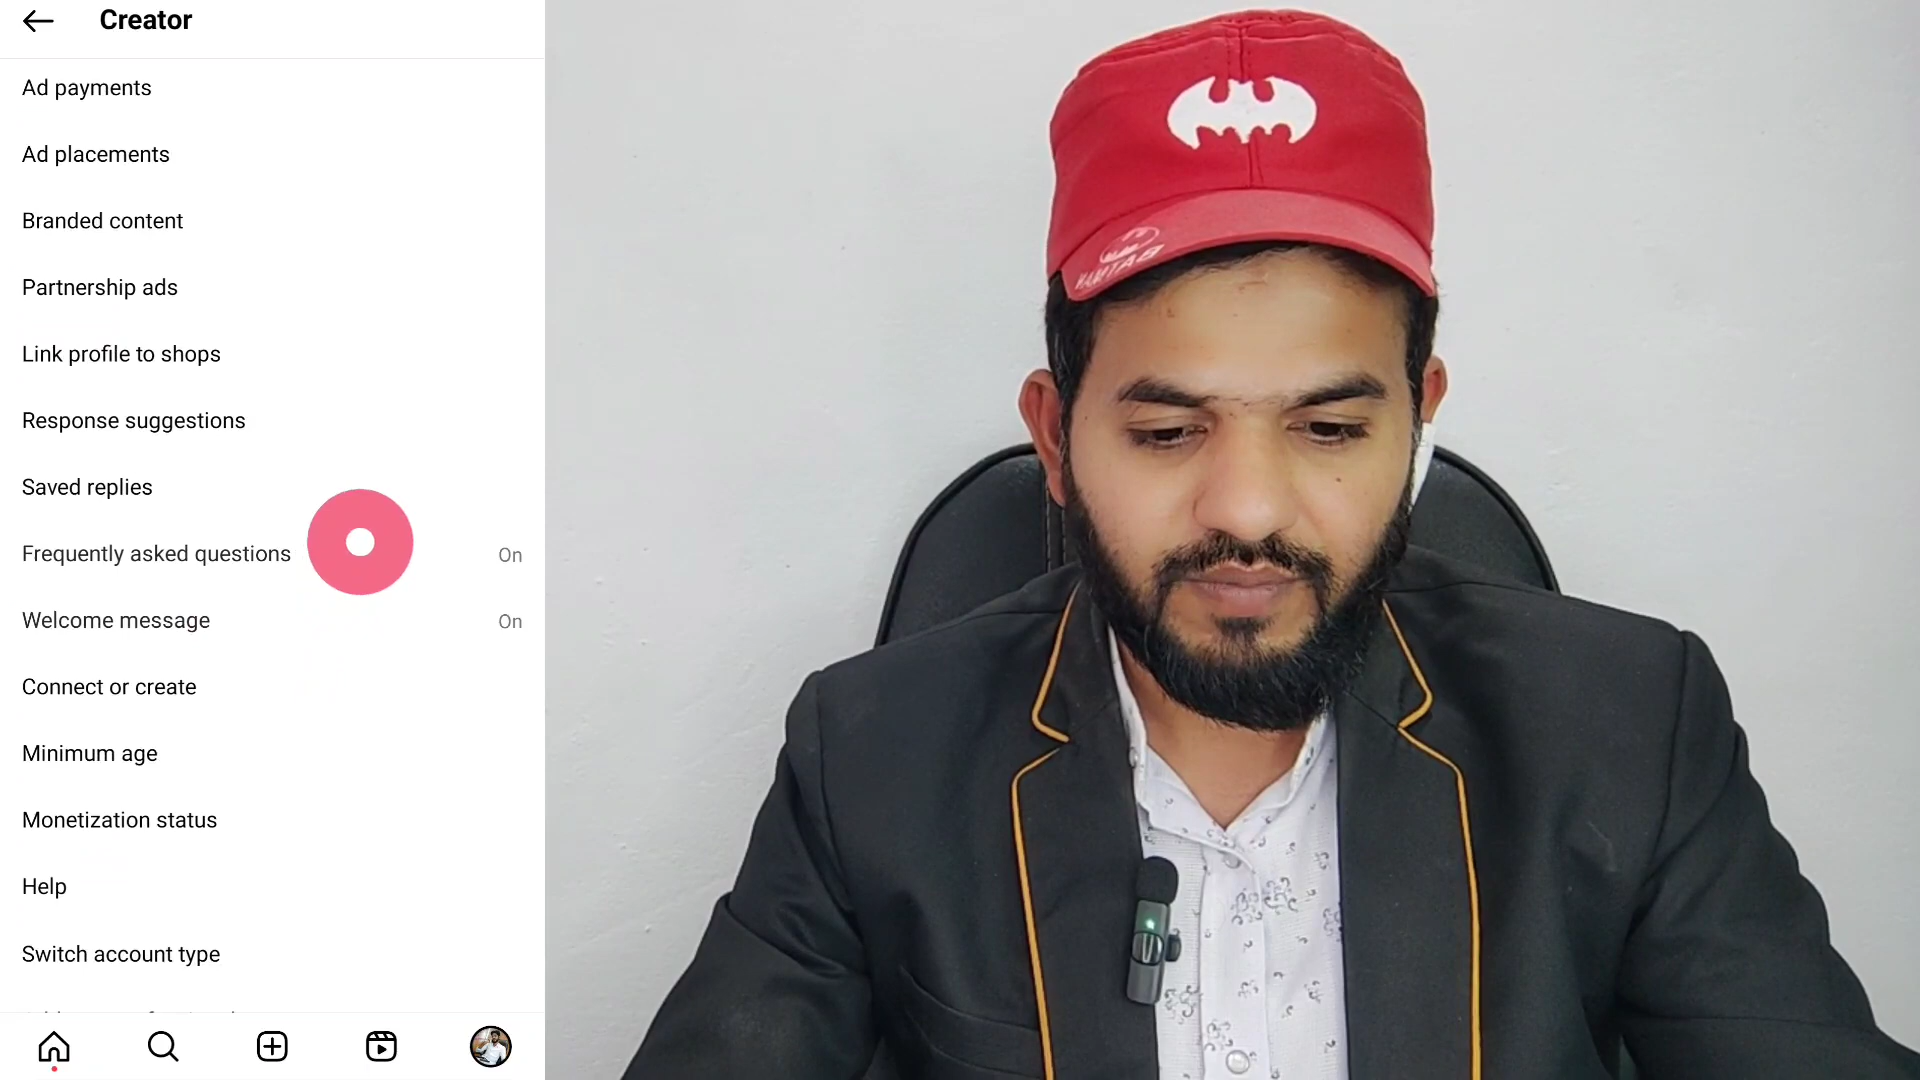 Creator
Ad payments
Ad placements
Branded content
Partnership ads
Link profile to shops
Response suggestions
Saved replies
Frequently asked questions On
Welcome message On
Connect or create
Minimum age
Monetization status
Help
Switch account type